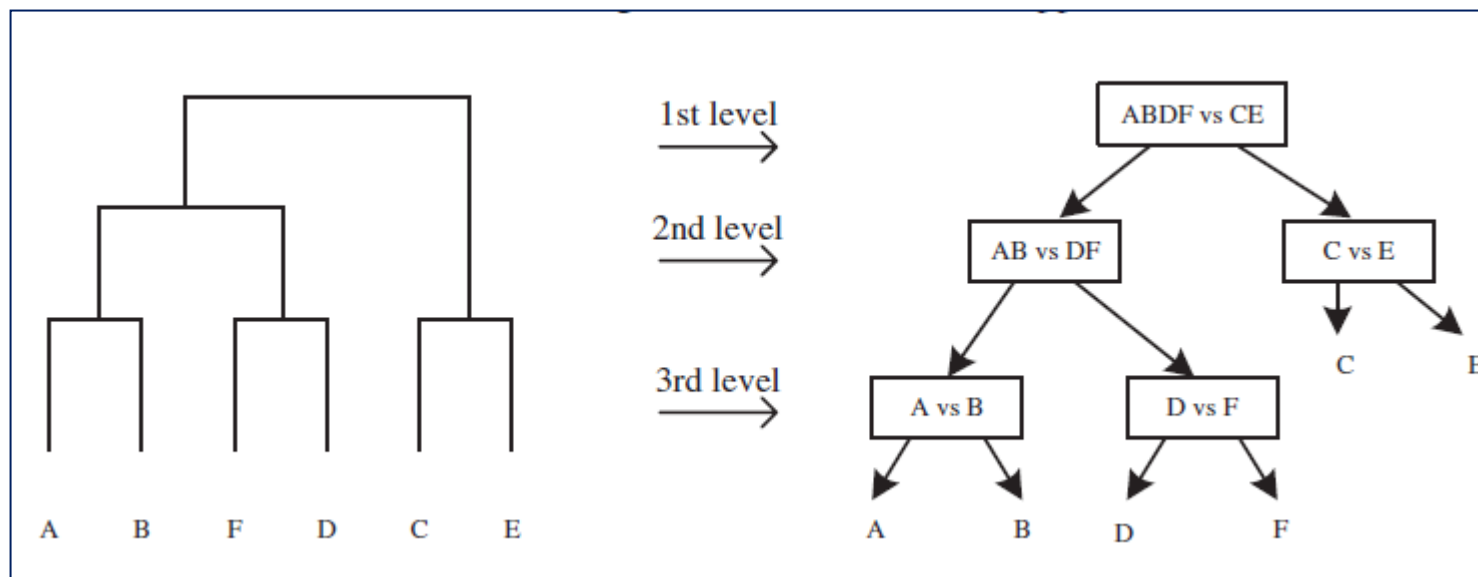 1st level
ABDF vs CE
2nd level
AB vs DF
C vs E
3rd level
A vs B
D vs F
C
E
A
B
F
D
C
E
A
B
D
F